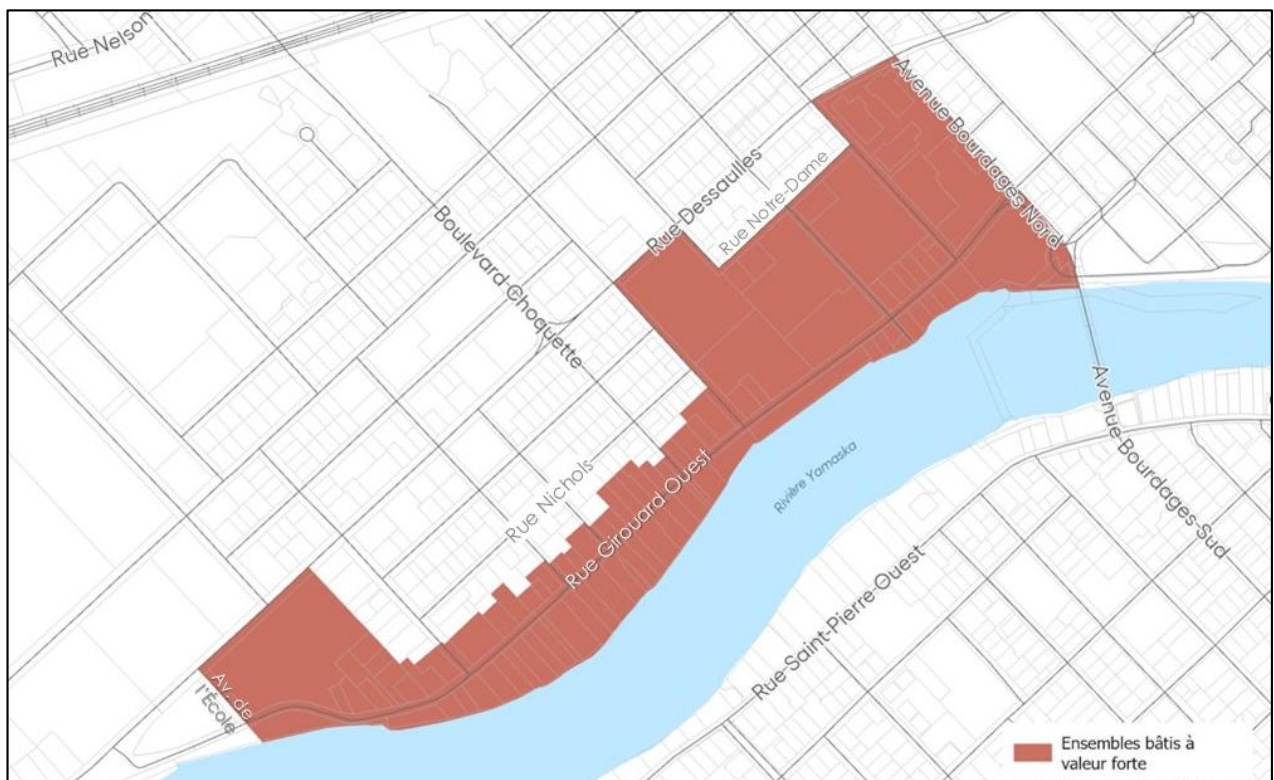 Rue Nelson
Avenue Bourdages Nord
Rue Dessaulles
Rue Notre-Dame
Boulevard Choquette
Avenue Bourdages Sud
Rivière Yamaska
Rue Nichols
Rue Girouard Ouest
Rue Saint-Pierre Ouest
Av. de
l'École
Ensembles bâtis à
valeur forte